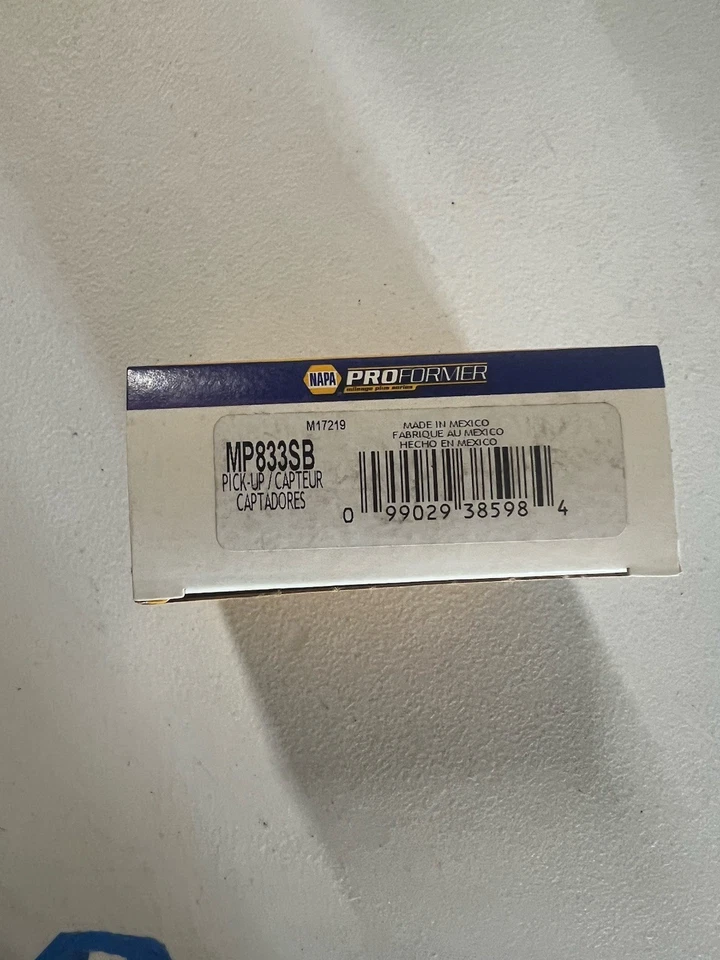 NAPA PROFORMER
mileage plus series
M17219
MP833SB
PICK-UP / CAPTEUR
CAPTADORES
MADE IN MEXICO
FABRIQUE AU MEXICO
HECHO EN MEXICO
0 99029 38598 4